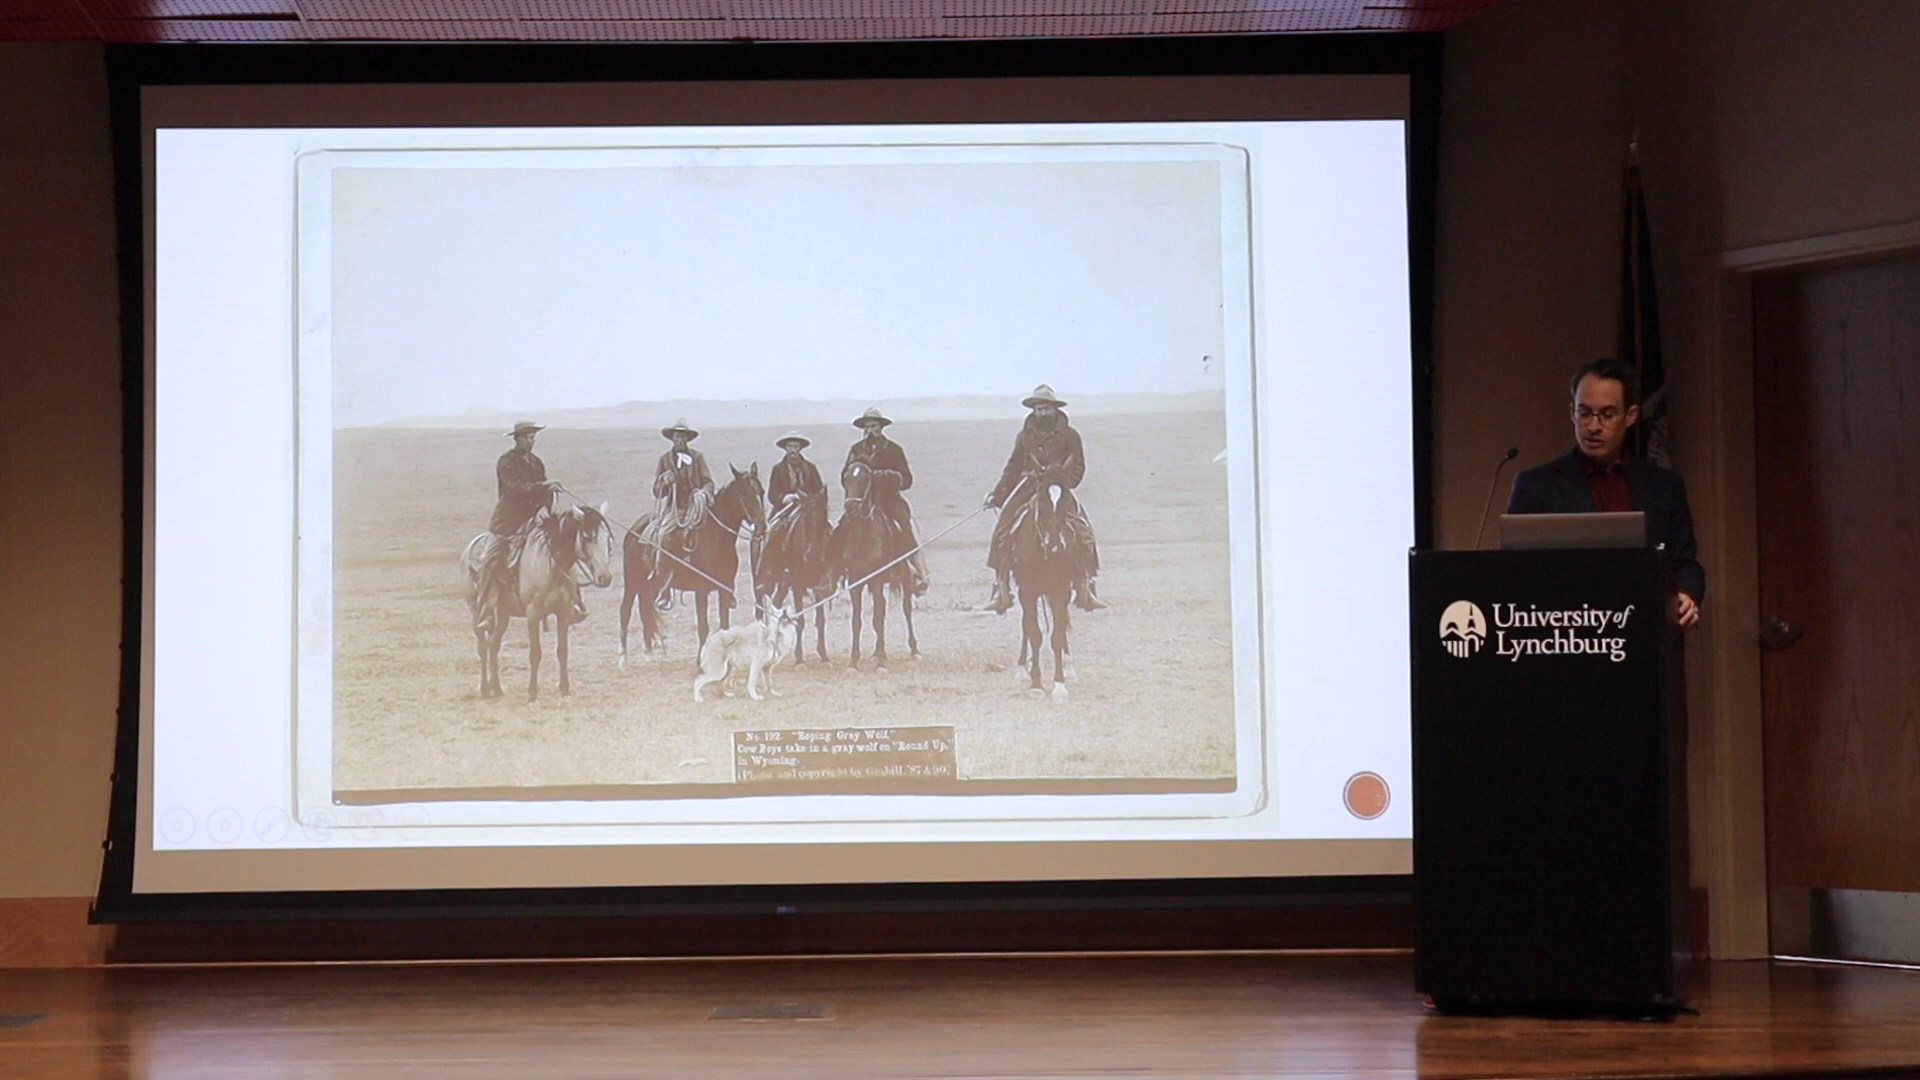 No. 192. "Roping Gray Wolf,"
Cow Boys take in a gray wolf on "Round Up,"
in Wyoming.
(Photo and copyright by Grabill, '87 & 90)
University of
Lynchburg